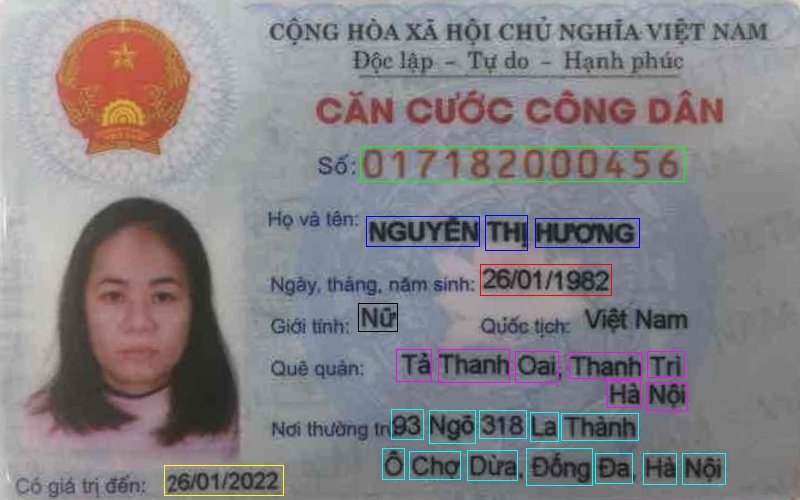 CỘNG HÒA XÃ HỘI CHỦ NGHĨA VIỆT NAM
Độc lập - Tự do - Hạnh phúc
CĂN CƯỚC CÔNG DÂN
Số: 017182000456
Họ và tên: NGUYỄN THỊ HƯƠNG
Ngày, tháng, năm sinh: 26/01/1982
Giới tính: Nữ Quốc tịch: Việt Nam
Quê quán: Tả Thanh Oai, Thanh Trì
Hà Nội
Nơi thường trú: 93 Ngõ 318 La Thành
Ô Chợ Dừa, Đống Đa, Hà Nội
Có giá trị đến: 26/01/2022